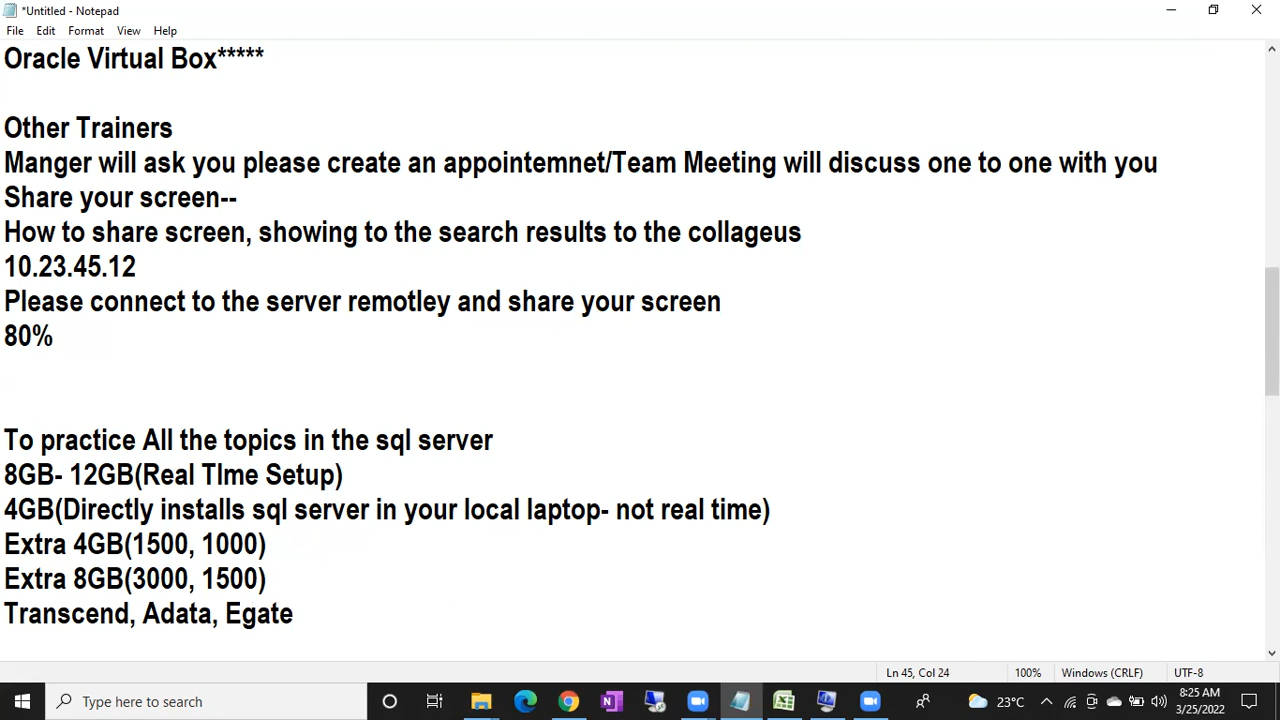 *Untitled - Notepad
File Edit Format View Help
Oracle Virtual Box*****
Other Trainers
Manger will ask you please create an appointemnet/Team Meeting will discuss one to one with you
Share your screen--
How to share screen, showing to the search results to the collageus
10.23.45.12
Please connect to the server remotley and share your screen
80%
To practice All the topics in the sql server
8GB- 12GB(Real TIme Setup)
4GB(Directly installs sql server in your local laptop- not real time)
Extra 4GB(1500, 1000)
Extra 8GB(3000, 1500)
Transcend, Adata, Egate
Ln 45, Col 24 100% Windows (CRLF) UTF-8
Type here to search 23°C 8:25 AM
3/25/2022